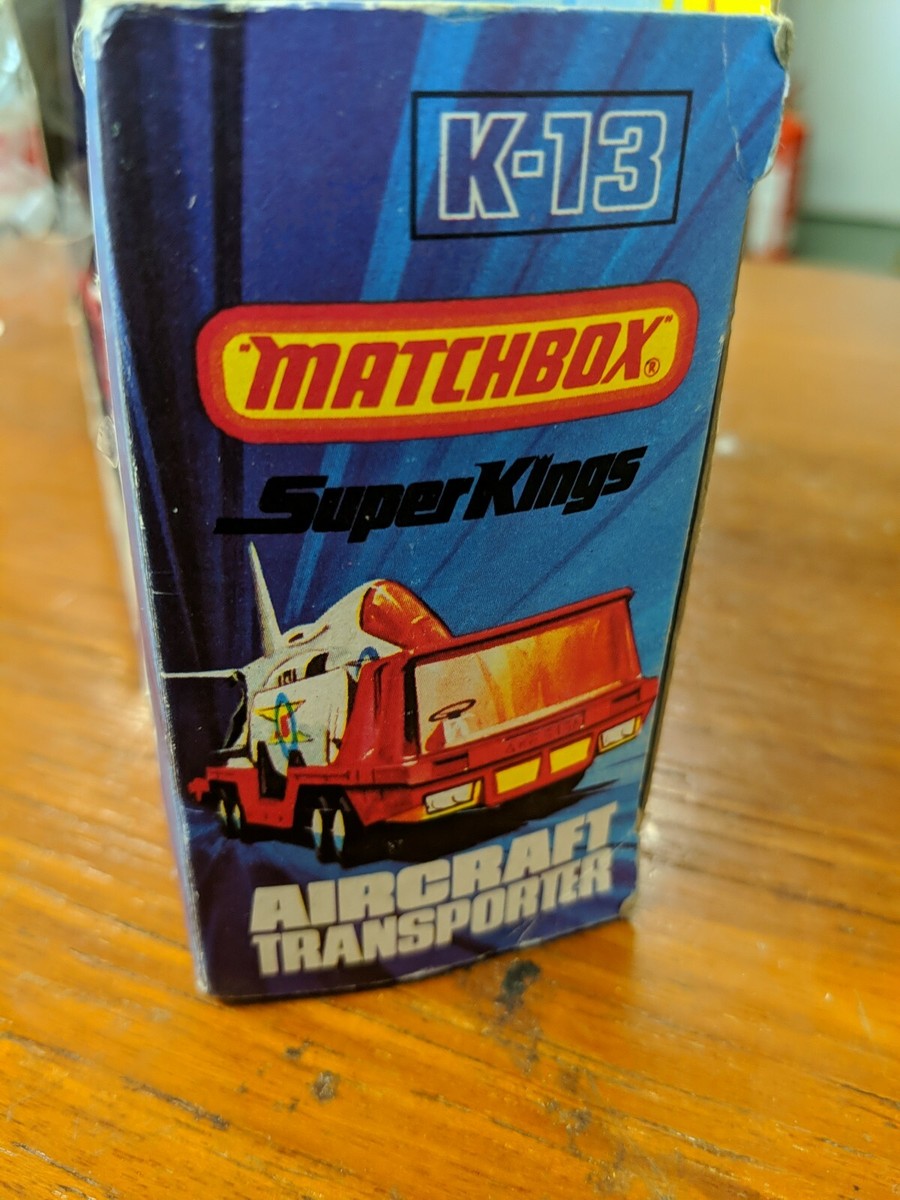 K-13
"MATCHBOX"®
SuperKings
AIRCRAFT
TRANSPORTER